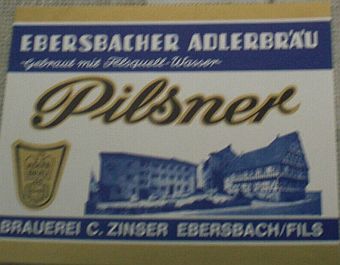 EBERSBACHER ADLERBRÄU
Gebraut mit Felsquell-Wasser
Pilsner
BRAUEREI C. ZINSER EBERSBACH/FILS